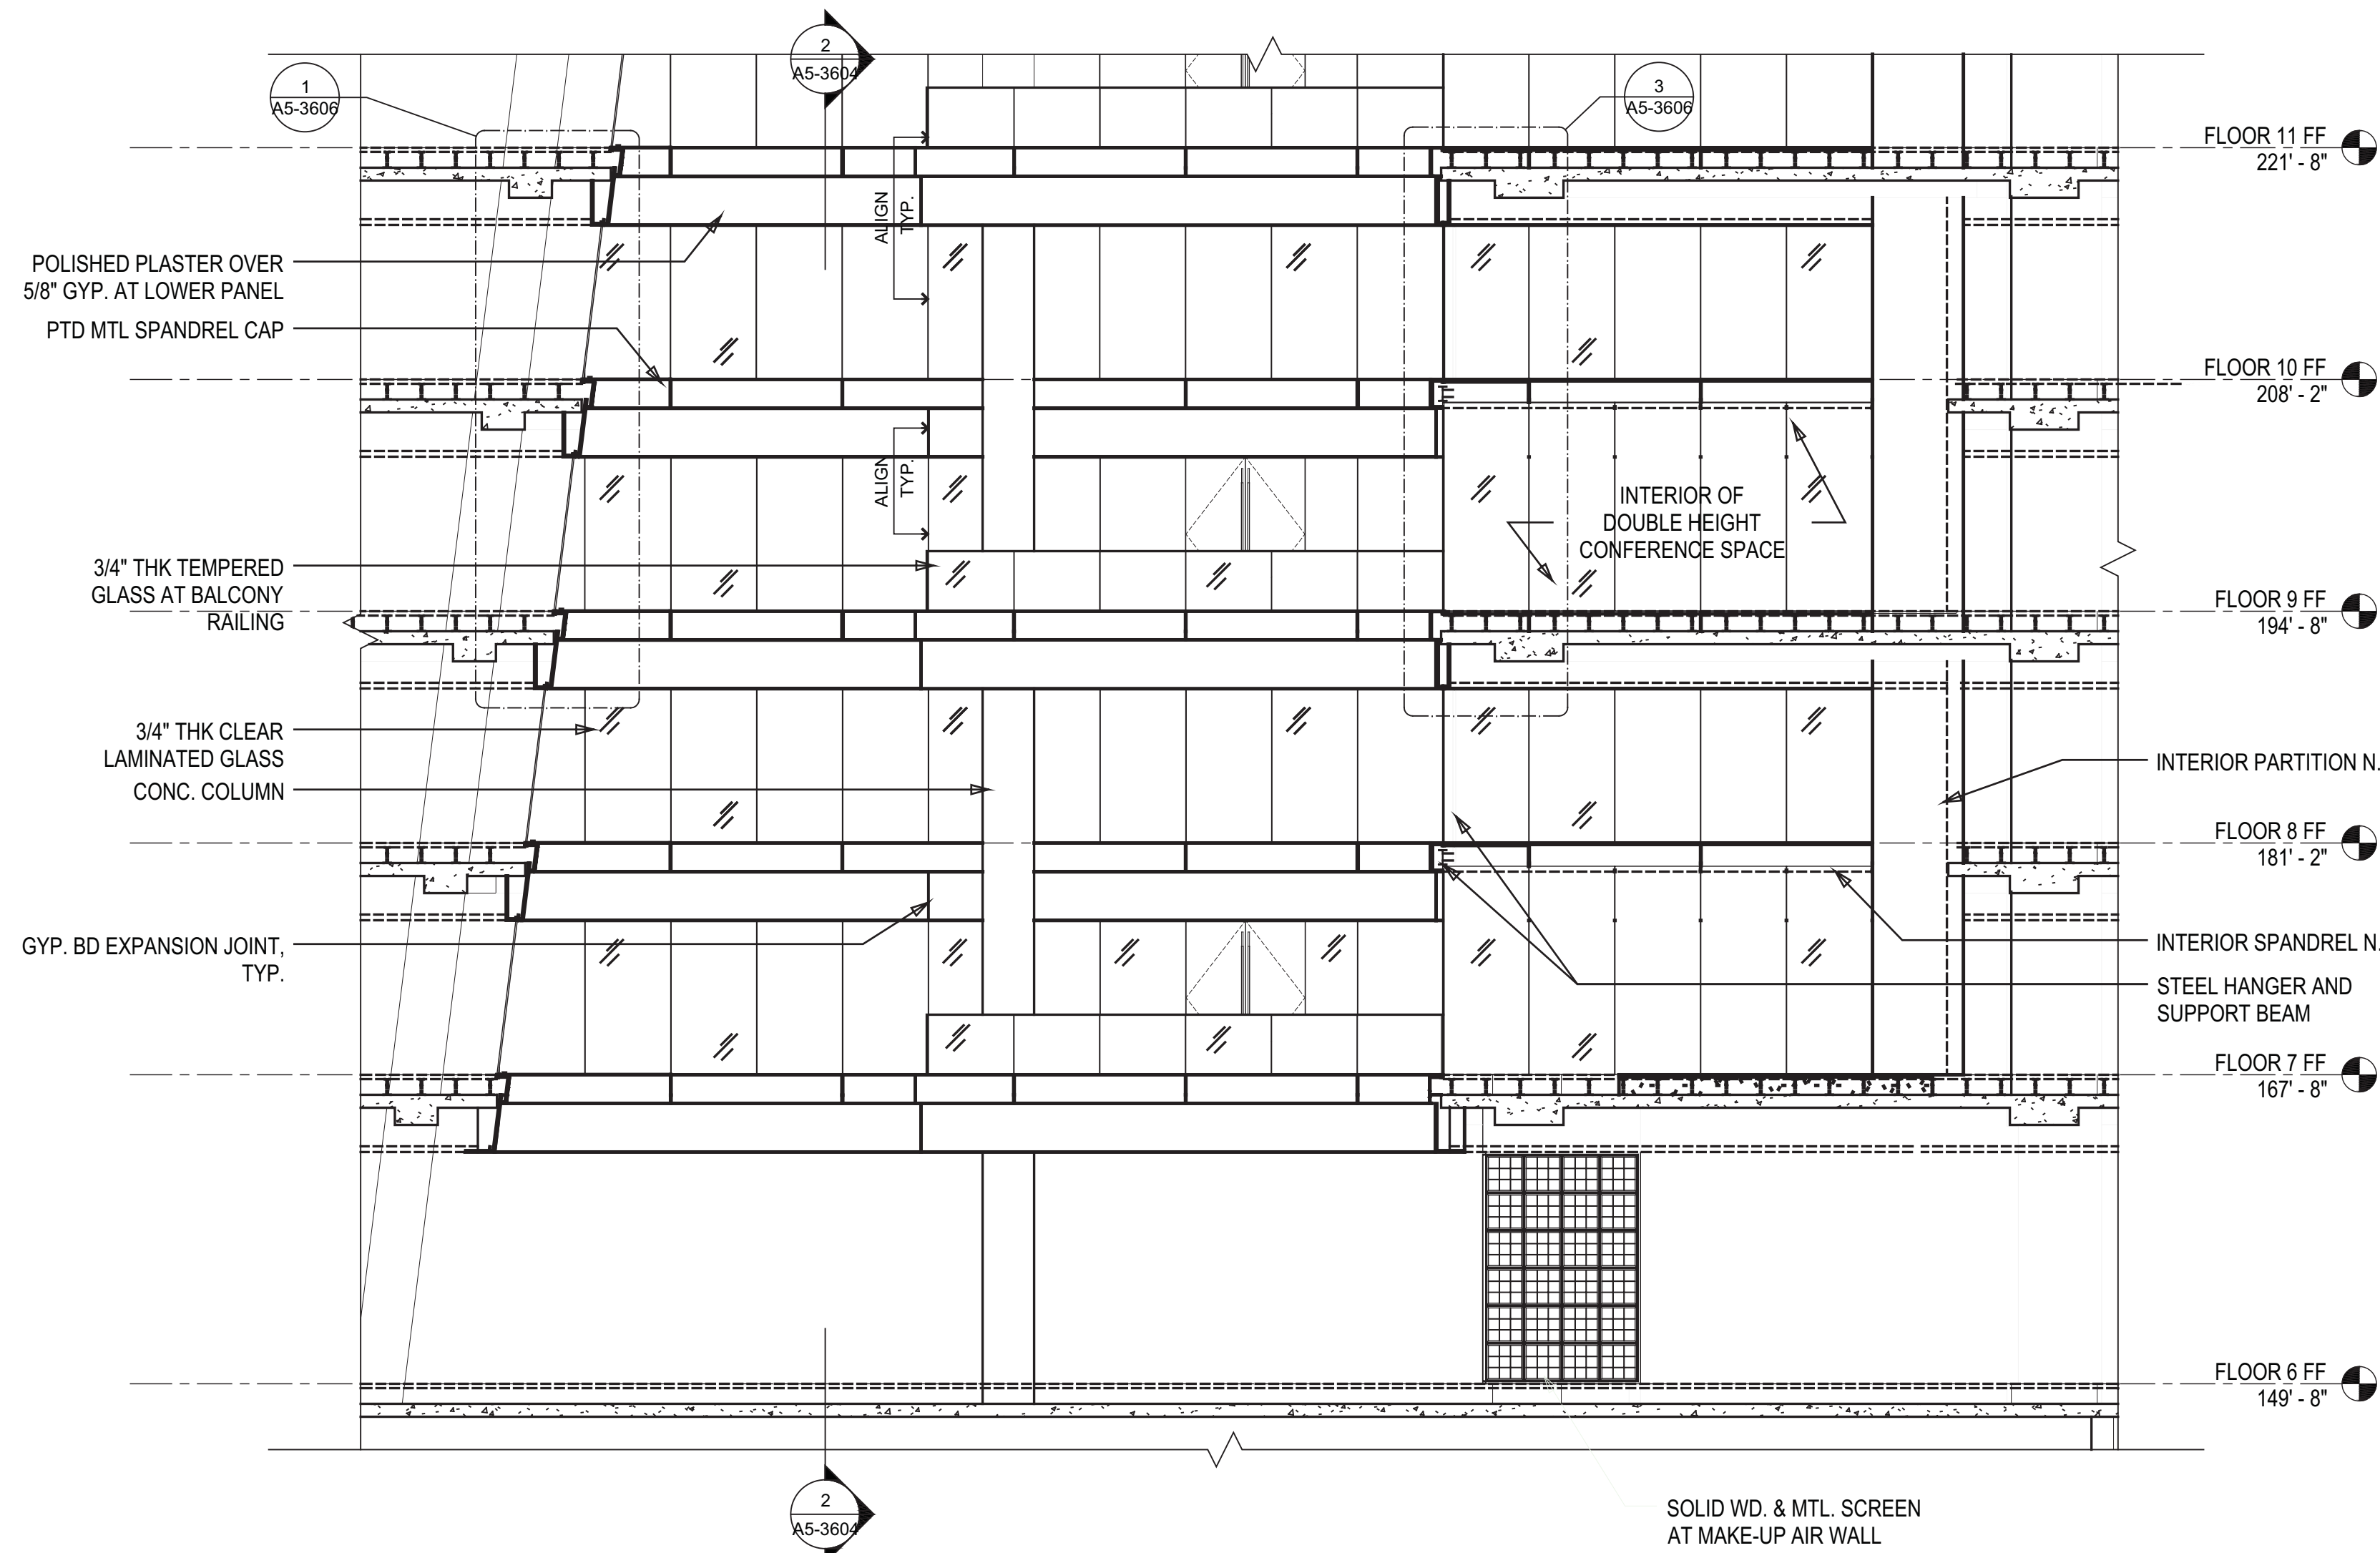 2
A5-3604
1
A5-3606
3
A5-3606
FLOOR 11 FF
221' - 8"
ALIGN
TYP.
POLISHED PLASTER OVER
5/8" GYP. AT LOWER PANEL
PTD MTL SPANDREL CAP
FLOOR 10 FF
208' - 2"
ALIGN
TYP.
INTERIOR OF
DOUBLE HEIGHT
CONFERENCE SPACE
3/4" THK TEMPERED
GLASS AT BALCONY
RAILING
FLOOR 9 FF
194' - 8"
3/4" THK CLEAR
LAMINATED GLASS
CONC. COLUMN
INTERIOR PARTITION N.
FLOOR 8 FF
181' - 2"
GYP. BD EXPANSION JOINT,
TYP.
INTERIOR SPANDREL N.
STEEL HANGER AND
SUPPORT BEAM
FLOOR 7 FF
167' - 8"
FLOOR 6 FF
149' - 8"
2
A5-3604
SOLID WD. & MTL. SCREEN
AT MAKE-UP AIR WALL